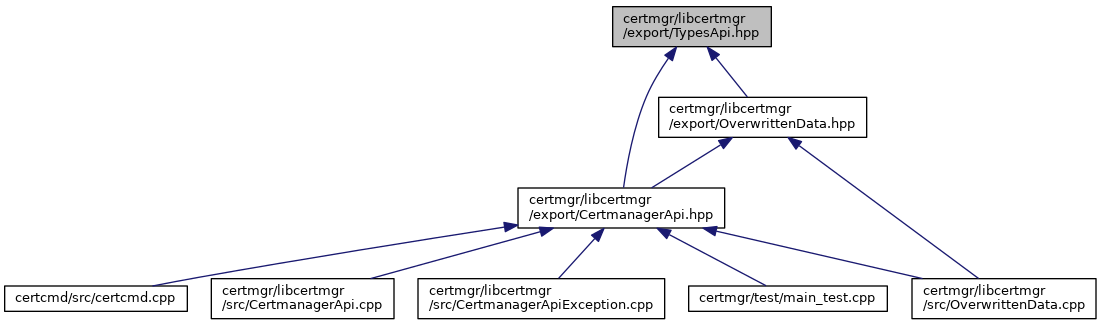 certmgr/libcertmgr
/export/TypesApi.hpp
certmgr/libcertmgr
/export/OverwrittenData.hpp
certmgr/libcertmgr
/export/CertmanagerApi.hpp
certcmd/src/certcmd.cpp
certmgr/libcertmgr
/src/CertmanagerApi.cpp
certmgr/libcertmgr
/src/CertmanagerApiException.cpp
certmgr/test/main_test.cpp
certmgr/libcertmgr
/src/OverwrittenData.cpp